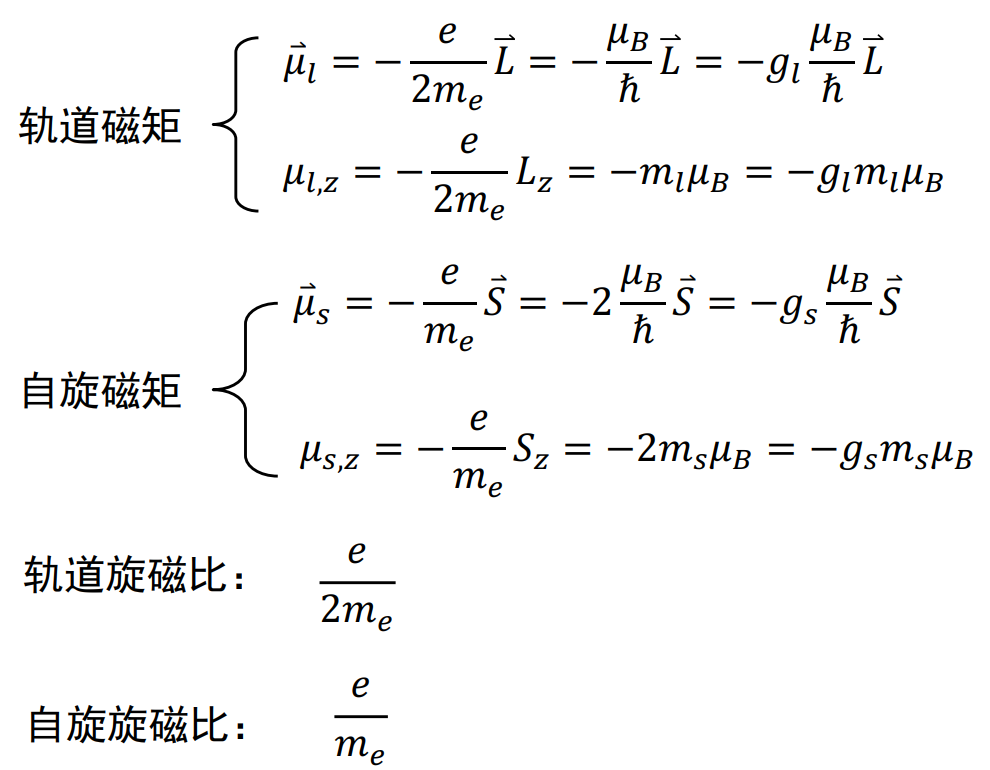 轨道磁矩
$\vec{\mu}_l = -\frac{e}{2m_e}\vec{L} = -\frac{\mu_B}{\hbar}\vec{L} = -g_l\frac{\mu_B}{\hbar}\vec{L}$
$\mu_{l,z} = -\frac{e}{2m_e}L_z = -m_l\mu_B = -g_l m_l\mu_B$
自旋磁矩
$\vec{\mu}_s = -\frac{e}{m_e}\vec{S} = -2\frac{\mu_B}{\hbar}\vec{S} = -g_s\frac{\mu_B}{\hbar}\vec{S}$
$\mu_{s,z} = -\frac{e}{m_e}S_z = -2m_s\mu_B = -g_s m_s\mu_B$
轨道旋磁比: $\frac{e}{2m_e}$
自旋旋磁比: $\frac{e}{m_e}$